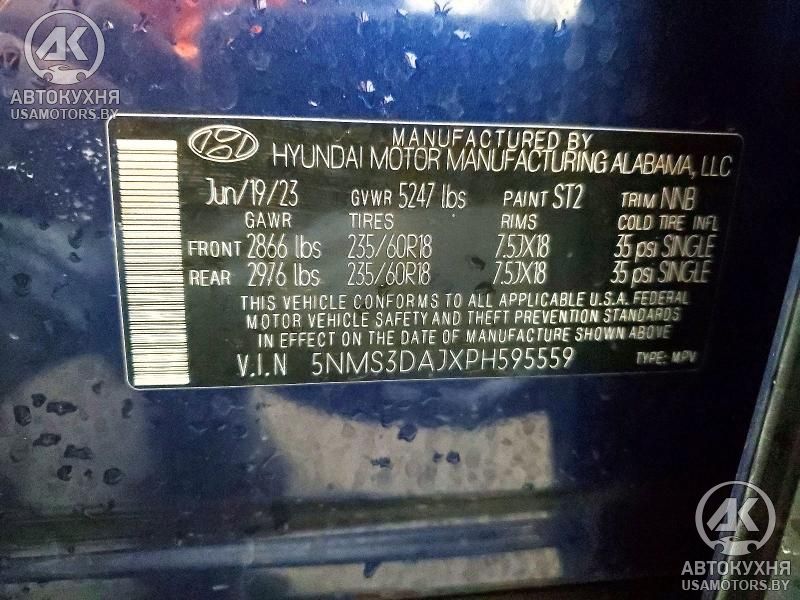 АВТОКУХНЯ
USAMOTORS.BY
MANUFACTURED BY
HYUNDAI MOTOR MANUFACTURING ALABAMA, LLC
Jun/19/23 GVWR 5247 lbs PAINT ST2 TRIM NNB
GAWR TIRES RIMS COLD TIRE INFL
FRONT 2866 lbs 235/60R18 7.5JX18 35 psi SINGLE
REAR 2976 lbs 235/60R18 7.5JX18 35 psi SINGLE
THIS VEHICLE CONFORMS TO ALL APPLICABLE U.S.A. FEDERAL
MOTOR VEHICLE SAFETY AND THEFT PREVENTION STANDARDS
IN EFFECT ON THE DATE OF MANUFACTURE SHOWN ABOVE
V.I.N 5NMS3DAJXPH595559 TYPE: MPV
АВТОКУХНЯ
USAMOTORS.BY